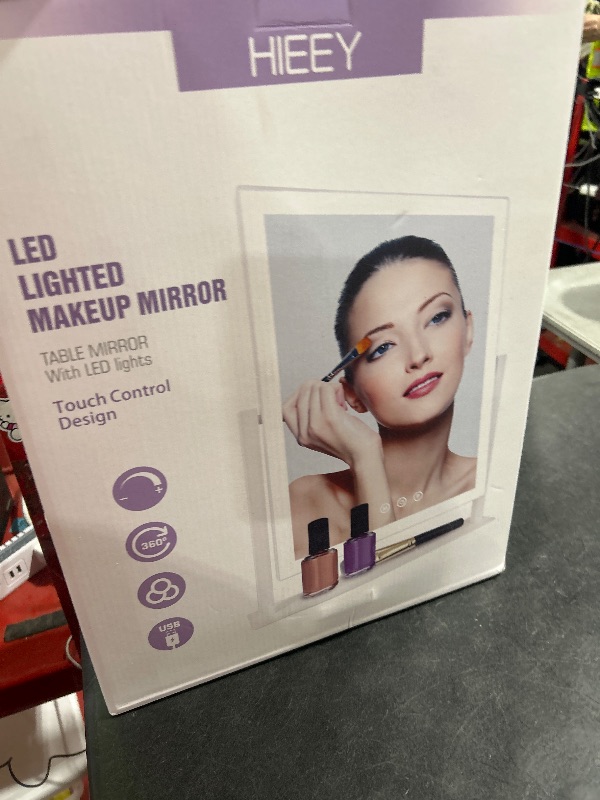 HIEEY
LED
LIGHTED
MAKEUP MIRROR
TABLE MIRROR
With LED lights
Touch Control
Design
- +
360°
USB